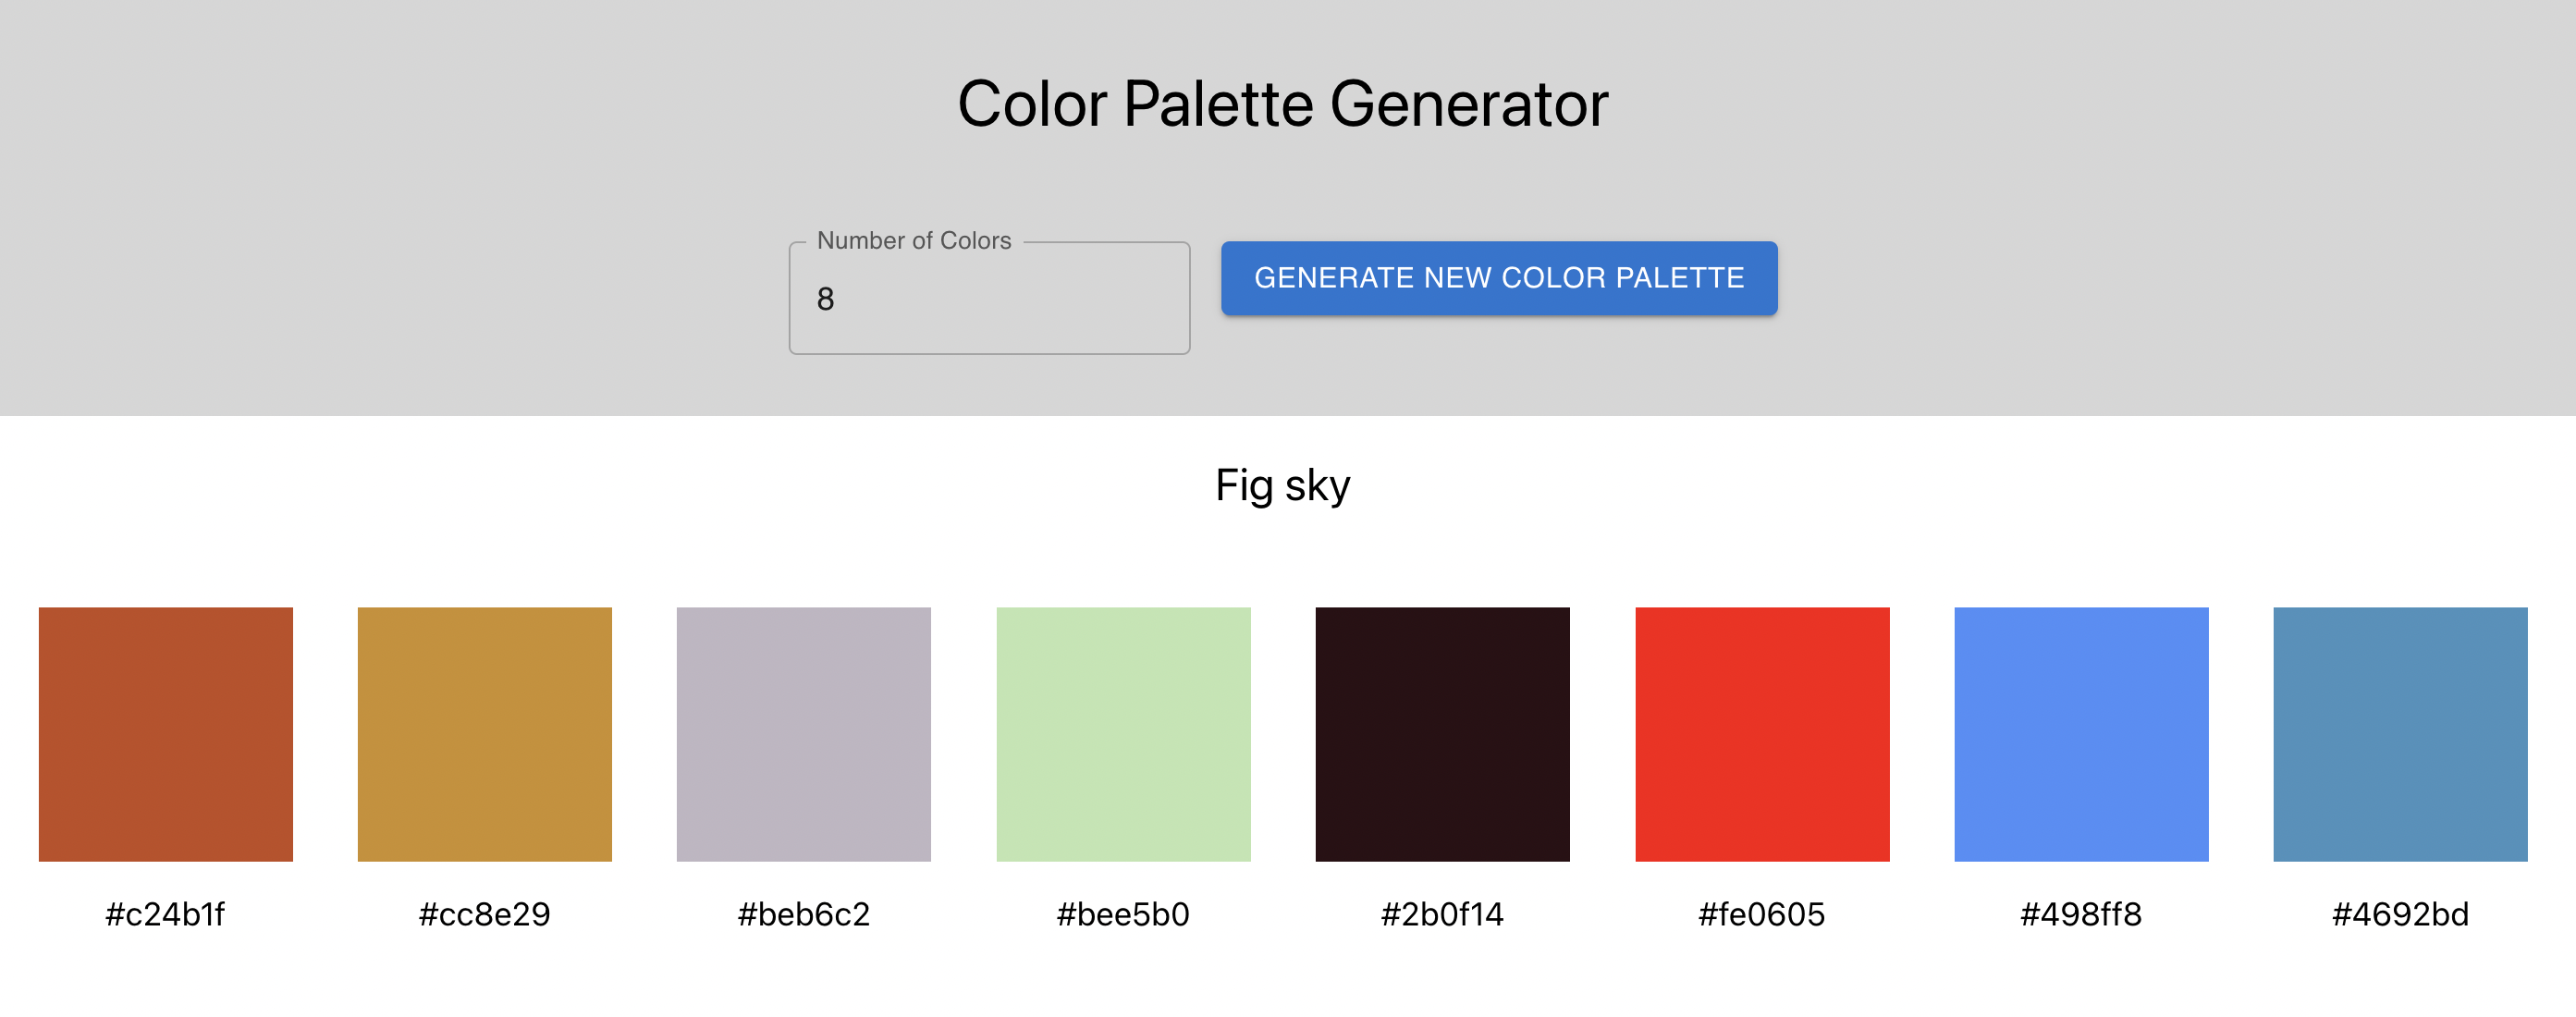 Color Palette Generator
Number of Colors
8
GENERATE NEW COLOR PALETTE
Fig sky
#c24b1f
#cc8e29
#beb6c2
#bee5b0
#2b0f14
#fe0605
#498ff8
#4692bd